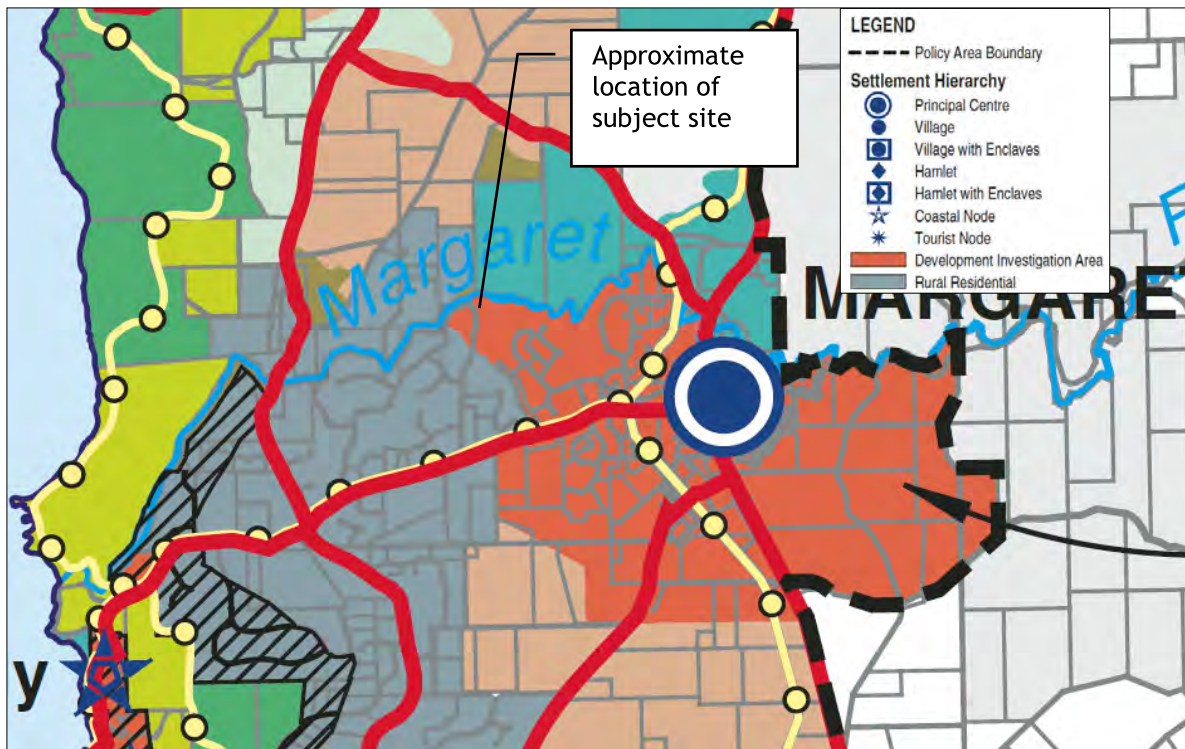 Approximate
location of
subject site
LEGEND
Policy Area Boundary
Settlement Hierarchy
Principal Centre
Village
Village with Enclaves
Hamlet
Hamlet with Enclaves
Coastal Node
Tourist Node
Development Investigation Area
Rural Residential
Margaret
MARGARET
y